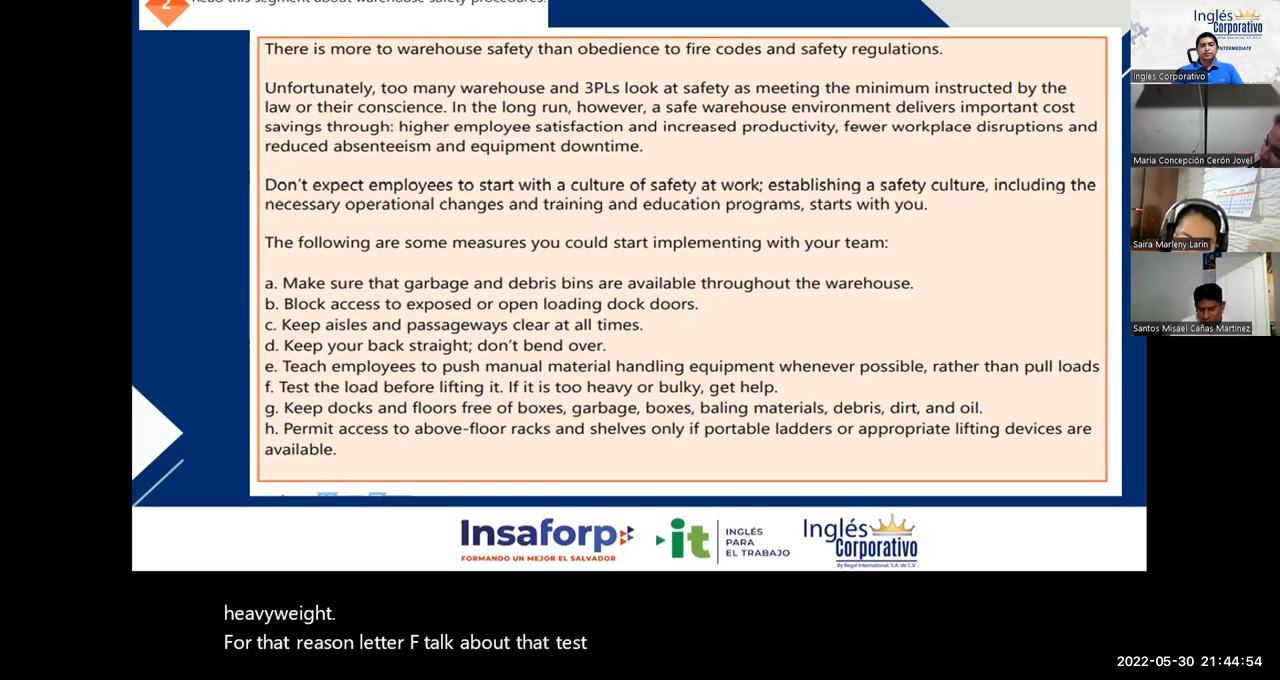 2
Read this segment about warehouse safety procedures.
There is more to warehouse safety than obedience to fire codes and safety regulations.
Unfortunately, too many warehouse and 3PLs look at safety as meeting the minimum instructed by the
law or their conscience. In the long run, however, a safe warehouse environment delivers important cost
savings through: higher employee satisfaction and increased productivity, fewer workplace disruptions and
reduced absenteeism and equipment downtime.
Don't expect employees to start with a culture of safety at work; establishing a safety culture, including the
necessary operational changes and training and education programs, starts with you.
The following are some measures you could start implementing with your team:
a. Make sure that garbage and debris bins are available throughout the warehouse.
b. Block access to exposed or open loading dock doors.
c. Keep aisles and passageways clear at all times.
d. Keep your back straight; don't bend over.
e. Teach employees to push manual material handling equipment whenever possible, rather than pull loads
f. Test the load before lifting it. If it is too heavy or bulky, get help.
g. Keep docks and floors free of boxes, garbage, boxes, baling materials, debris, dirt, and oil.
h. Permit access to above-floor racks and shelves only if portable ladders or appropriate lifting devices are
available.
Insaforp
FORMANDO UN MEJOR EL SALVADOR
it
INGLÉS
PARA
EL TRABAJO
Inglés
Corporativo
By Regal International, S.A. de C.V.
heavyweight.
For that reason letter F talk about that test
Inglés
Corporativo
INTERMEDIATE
Ingles Corporativo
Maria Concepción Cerón Jovel
Saira Marleny Larin
Santos Misael Cañas Martinez
2022-05-30 21:44:54